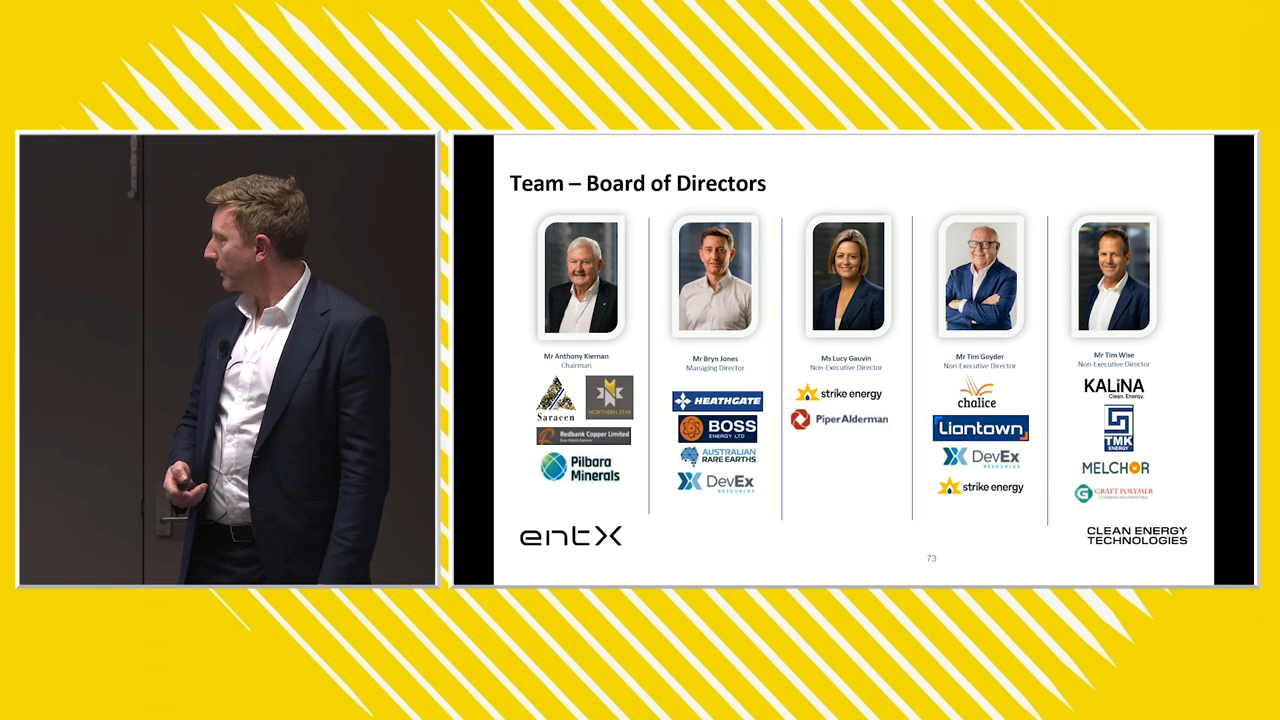 Team – Board of Directors
Mr Anthony Kiernan
Chairman
Saracen
NORTHERN STAR
Redbank Copper Limited
Pilbara
Minerals
Mr Bryn Jones
Managing Director
HEATHGATE
BOSS
ENERGY LTD
AUSTRALIAN
RARE EARTHS
DevEx
RESOURCES
Ms Lucy Gauvin
Non-Executive Director
strike energy
PiperAlderman
Mr Tim Goyder
Non-Executive Director
chalice
Liontown
DevEx
RESOURCES
strike energy
Mr Tim Wise
Non-Executive Director
KALiNA
Clean. Energy.
TMK
ENERGY
MELCHOR
GRAFT POLYMER
entX
CLEAN ENERGY
TECHNOLOGIES
73